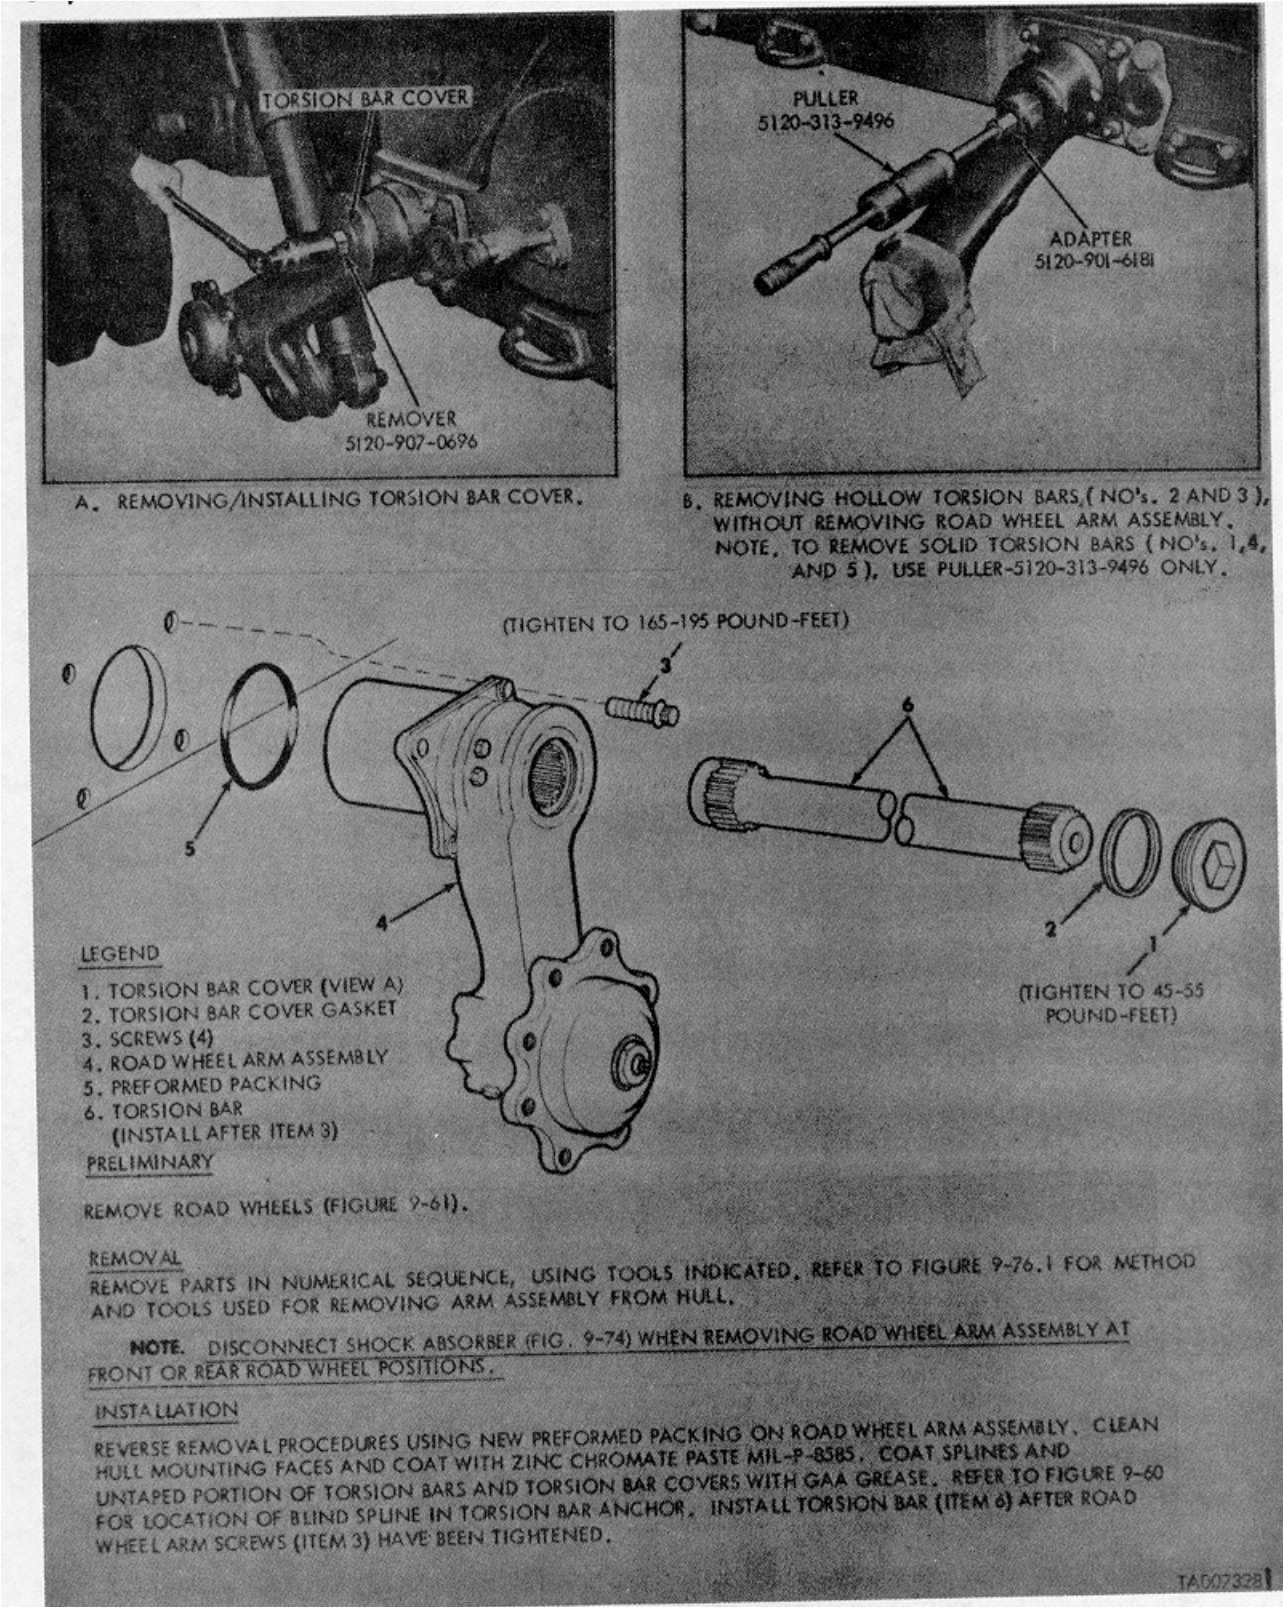 TORSION BAR COVER
REMOVER
5120-907-0696
A. REMOVING/INSTALLING TORSION BAR COVER.
PULLER
5120-313-9496
ADAPTER
5120-901-6181
B. REMOVING HOLLOW TORSION BARS,( NO's. 2 AND 3 ),
WITHOUT REMOVING ROAD WHEEL ARM ASSEMBLY.
NOTE. TO REMOVE SOLID TORSION BARS ( NO's. 1,4,
AND 5 ), USE PULLER-5120-313-9496 ONLY.
(TIGHTEN TO 165-195 POUND-FEET)
3
6
5
4
2
1
(TIGHTEN TO 45-55
POUND-FEET)
LEGEND
1. TORSION BAR COVER (VIEW A)
2. TORSION BAR COVER GASKET
3. SCREWS (4)
4. ROAD WHEEL ARM ASSEMBLY
5. PREFORMED PACKING
6. TORSION BAR
(INSTALL AFTER ITEM 3)
PRELIMINARY
REMOVE ROAD WHEELS (FIGURE 9-61).
REMOVAL
REMOVE PARTS IN NUMERICAL SEQUENCE, USING TOOLS INDICATED. REFER TO FIGURE 9-76.1 FOR METHOD
AND TOOLS USED FOR REMOVING ARM ASSEMBLY FROM HULL.
NOTE. DISCONNECT SHOCK ABSORBER (FIG. 9-74) WHEN REMOVING ROAD WHEEL ARM ASSEMBLY AT
FRONT OR REAR ROAD WHEEL POSITIONS.
INSTALLATION
REVERSE REMOVAL PROCEDURES USING NEW PREFORMED PACKING ON ROAD WHEEL ARM ASSEMBLY. CLEAN
HULL MOUNTING FACES AND COAT WITH ZINC CHROMATE PASTE MIL-P-8585. COAT SPLINES AND
UNTAPED PORTION OF TORSION BARS AND TORSION BAR COVERS WITH GAA GREASE. REFER TO FIGURE 9-60
FOR LOCATION OF BLIND SPLINE IN TORSION BAR ANCHOR. INSTALL TORSION BAR (ITEM 6) AFTER ROAD
WHEEL ARM SCREWS (ITEM 3) HAVE BEEN TIGHTENED.